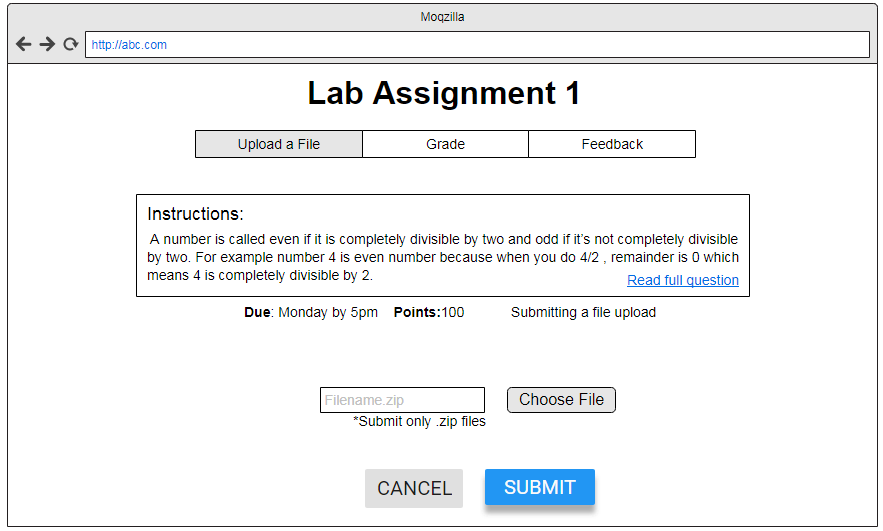 Moqzilla
http://abc.com
Lab Assignment 1
Upload a File Grade Feedback
Instructions:
A number is called even if it is completely divisible by two and odd if it's not completely divisible
by two. For example number 4 is even number because when you do 4/2 , remainder is 0 which
means 4 is completely divisible by 2.
Read full question
Due: Monday by 5pm Points:100 Submitting a file upload
Filename.zip Choose File
*Submit only .zip files
CANCEL SUBMIT